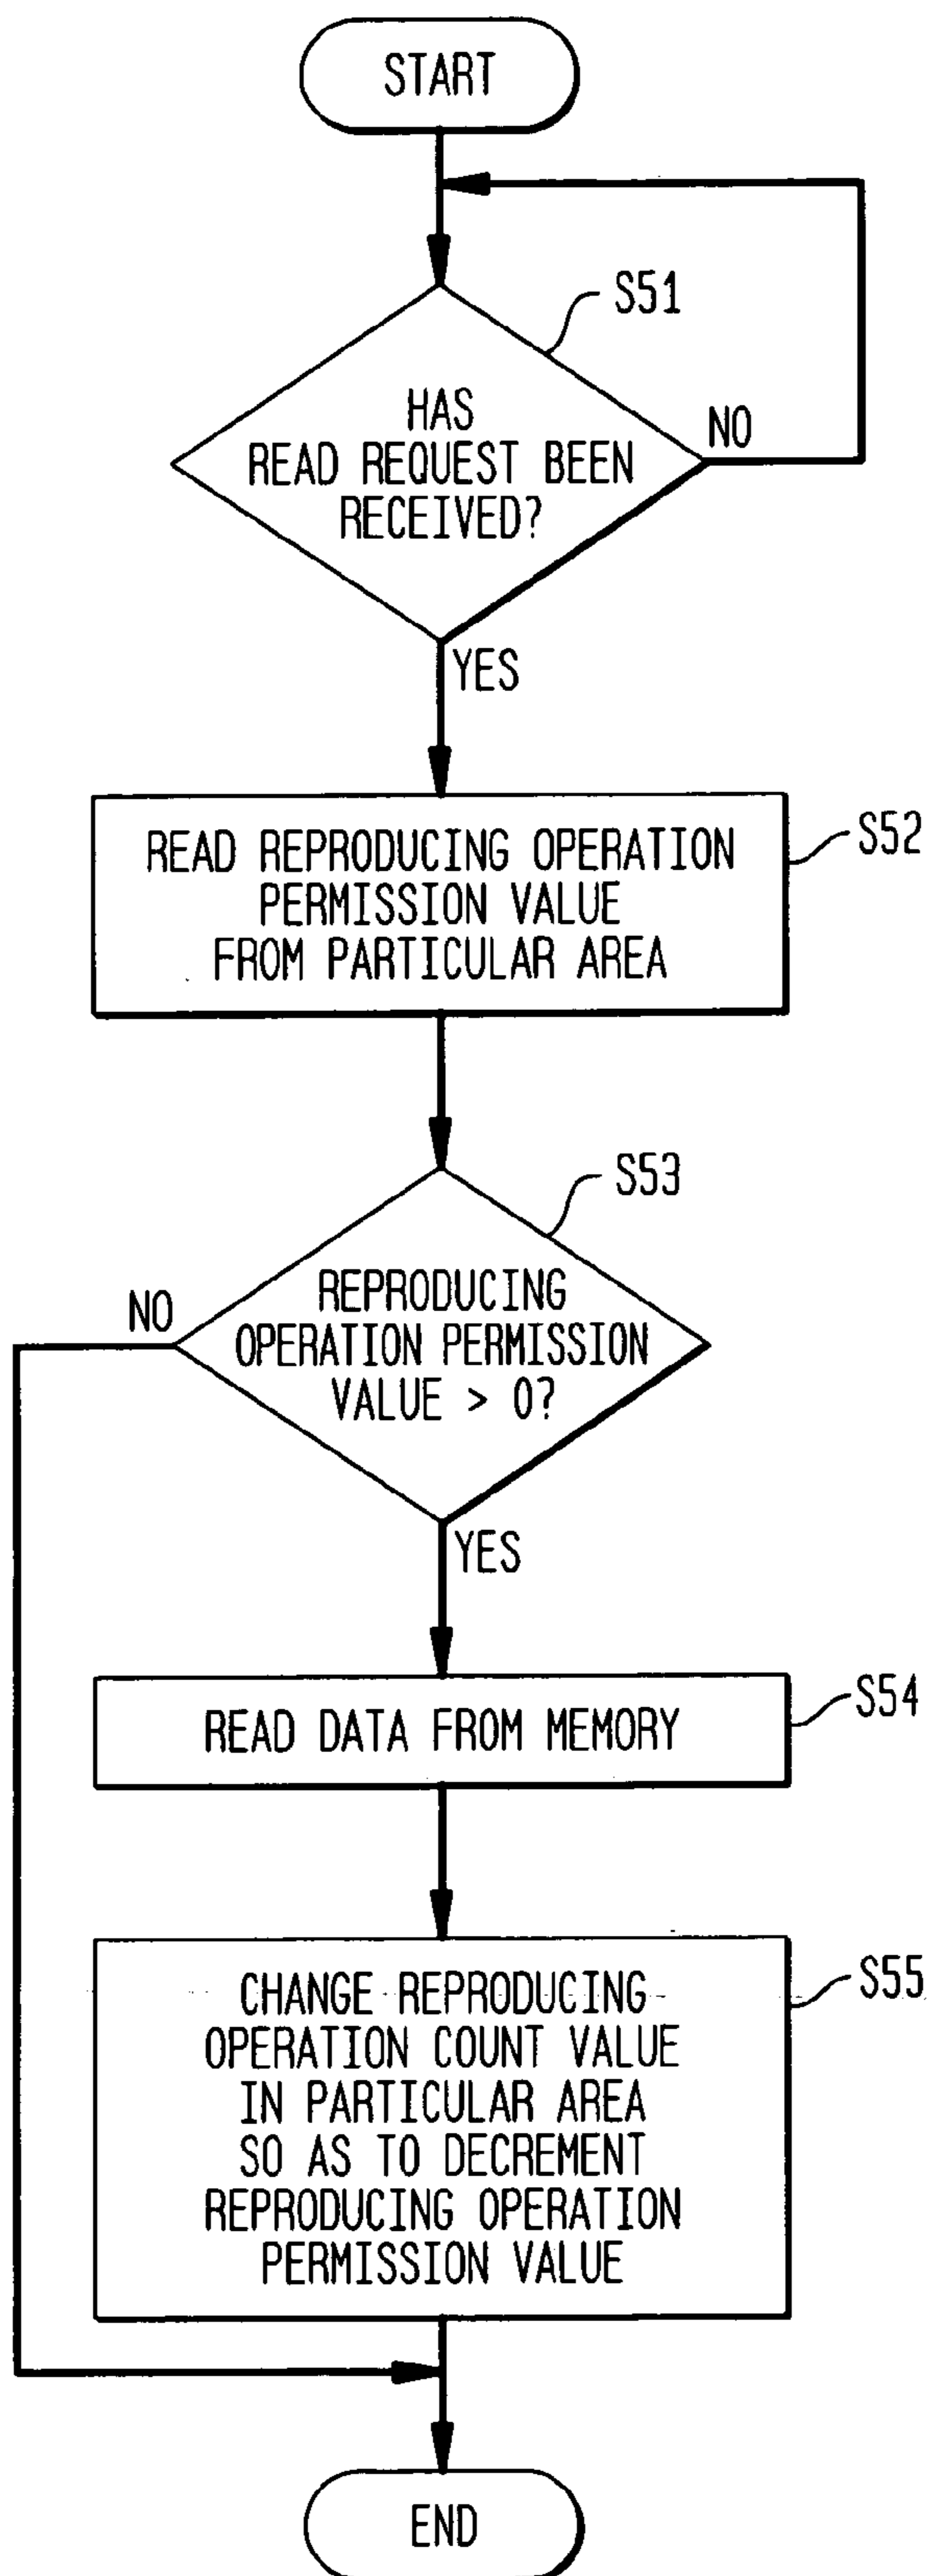 START
S51
HAS
READ REQUEST BEEN
RECEIVED?
NO
YES
S52
READ REPRODUCING OPERATION
PERMISSION VALUE
FROM PARTICULAR AREA
S53
REPRODUCING
OPERATION PERMISSION
VALUE > 0?
NO
YES
S54
READ DATA FROM MEMORY
S55
CHANGE REPRODUCING
OPERATION COUNT VALUE
IN PARTICULAR AREA
SO AS TO DECREMENT
REPRODUCING OPERATION
PERMISSION VALUE
END